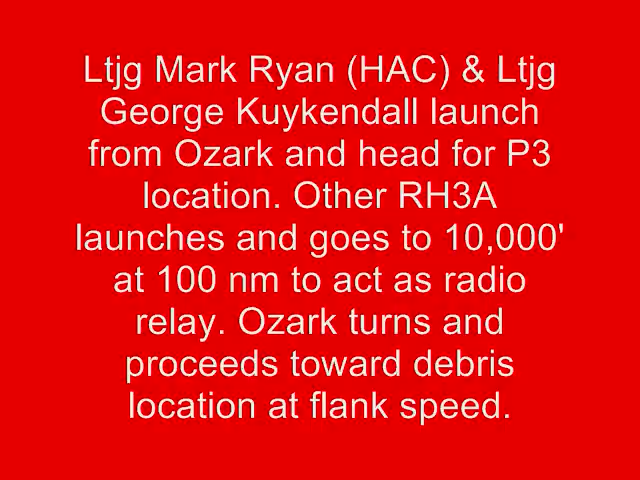 Ltjg Mark Ryan (HAC) & Ltjg
George Kuykendall launch
from Ozark and head for P3
location. Other RH3A
launches and goes to 10,000'
at 100 nm to act as radio
relay. Ozark turns and
proceeds toward debris
location at flank speed.